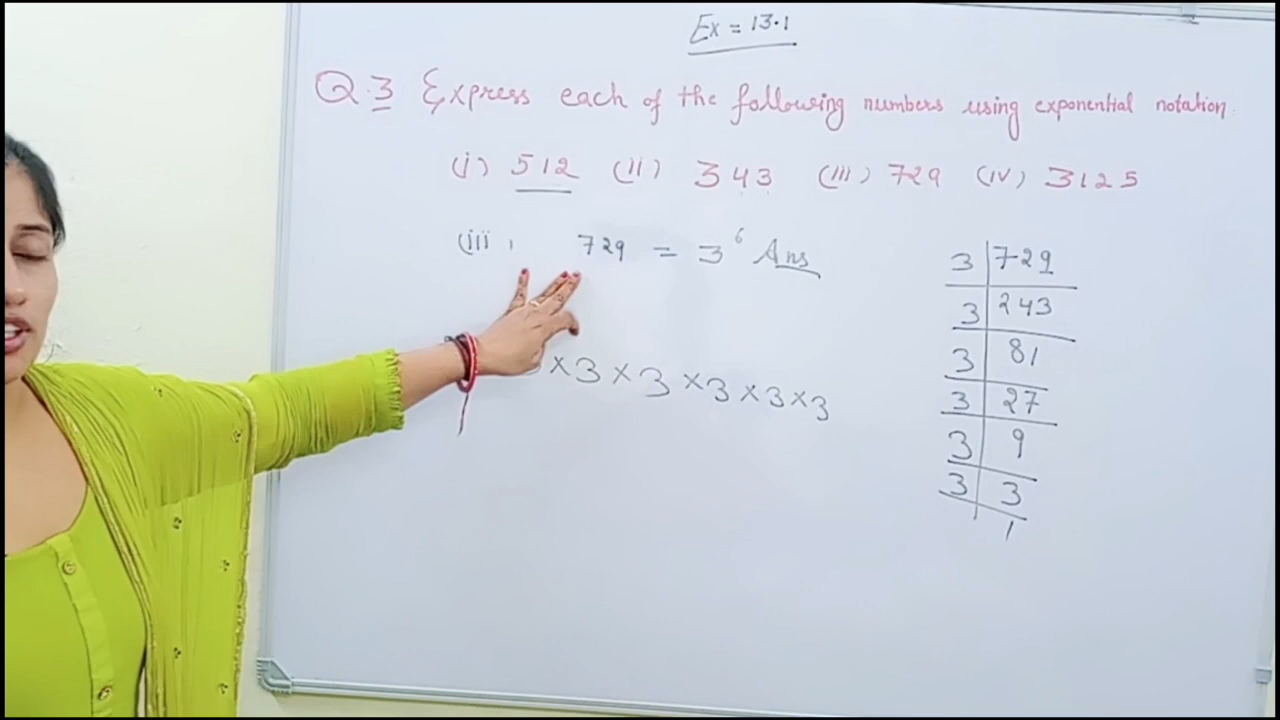 Ex = 13.1
Q.3 Express each of the following numbers using exponential notation.
(i) 512 (ii) 343 (iii) 729 (iv) 3125
(iii) 729 = 3⁶ Ans
×3×3×3×3×3
3 | 729
3 | 243
3 | 81
3 | 27
3 | 9
3 | 3
1